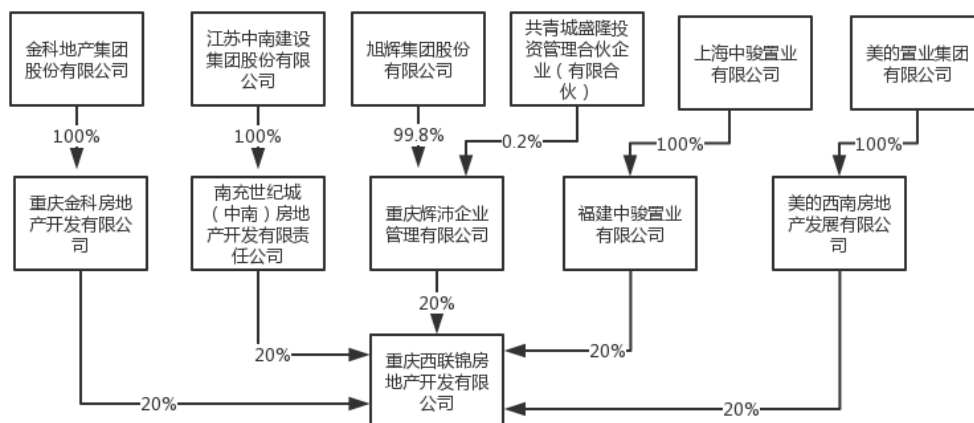 金科地产集团
股份有限公司
江苏中南建设
集团股份有限
公司
旭辉集团股份
有限公司
共青城盛隆投
资管理合伙企
业（有限合
伙）
上海中骏置业
有限公司
美的置业集团
有限公司
100%
100%
99.8%
0.2%
100%
100%
重庆金科房地
产开发有限公
司
南充世纪城
（中南）房地
产开发有限责
任公司
重庆辉沛企业
管理有限公司
福建中骏置业
有限公司
美的西南房地
产发展有限公
司
20%
20%
20%
20%
20%
重庆西联锦房
地产开发有限
公司